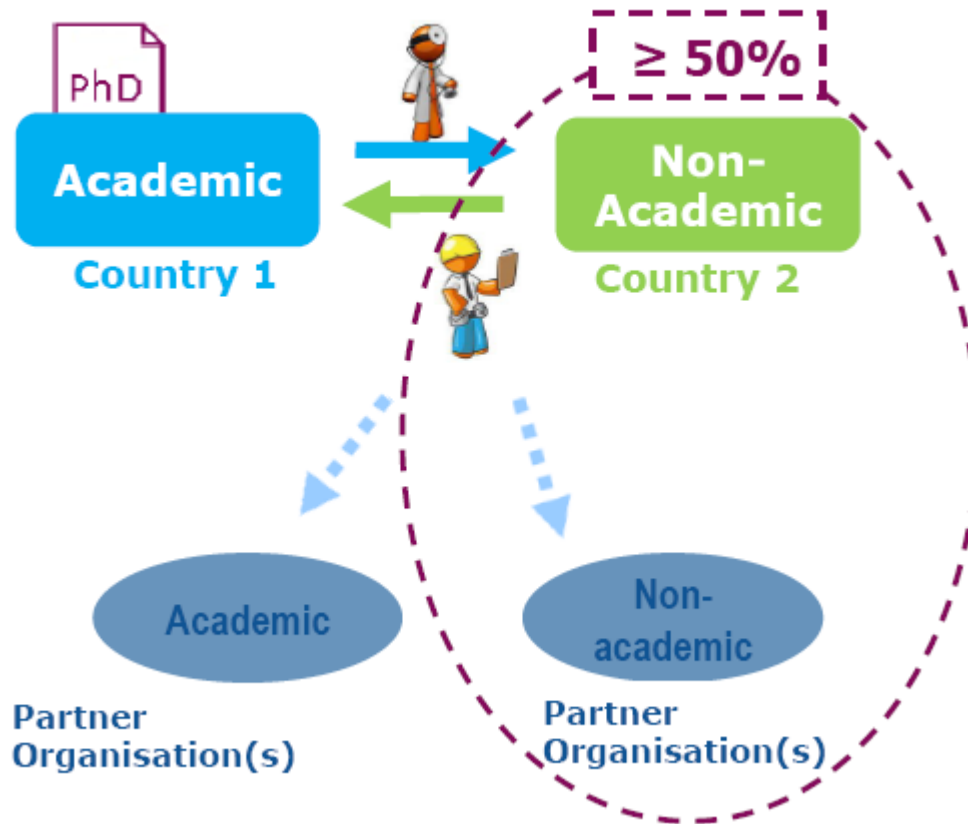 PhD
≥ 50%
Academic
Non-
Academic
Country 1
Country 2
Academic
Non-
academic
Partner
Organisation(s)
Partner
Organisation(s)